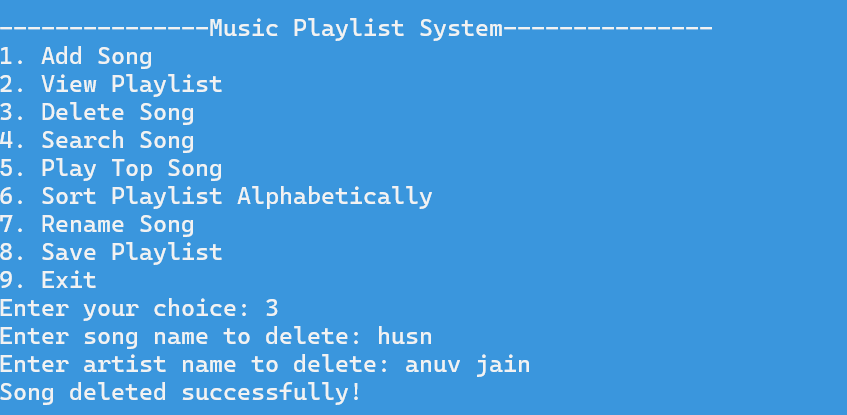 ---------------Music Playlist System---------------
1. Add Song
2. View Playlist
3. Delete Song
4. Search Song
5. Play Top Song
6. Sort Playlist Alphabetically
7. Rename Song
8. Save Playlist
9. Exit
Enter your choice: 3
Enter song name to delete: husn
Enter artist name to delete: anuv jain
Song deleted successfully!